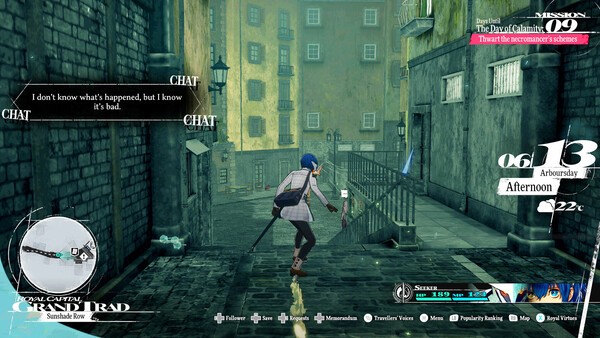 MISSION
Days Until
The Day of Calamity: 09
Thwart the necromancer's schemes
CHAT
I don't know what's happened, but I know
it's bad.
CHAT
CHAT
06/13
Arboursday
Afternoon
22°C
SEEKER
HP 189 MP
ROYAL CAPITAL
GRAND TRAD
Sunshade Row
Follower Save Requests Memorandum Travellers' Voices Menu Popularity Ranking Map Royal Virtues